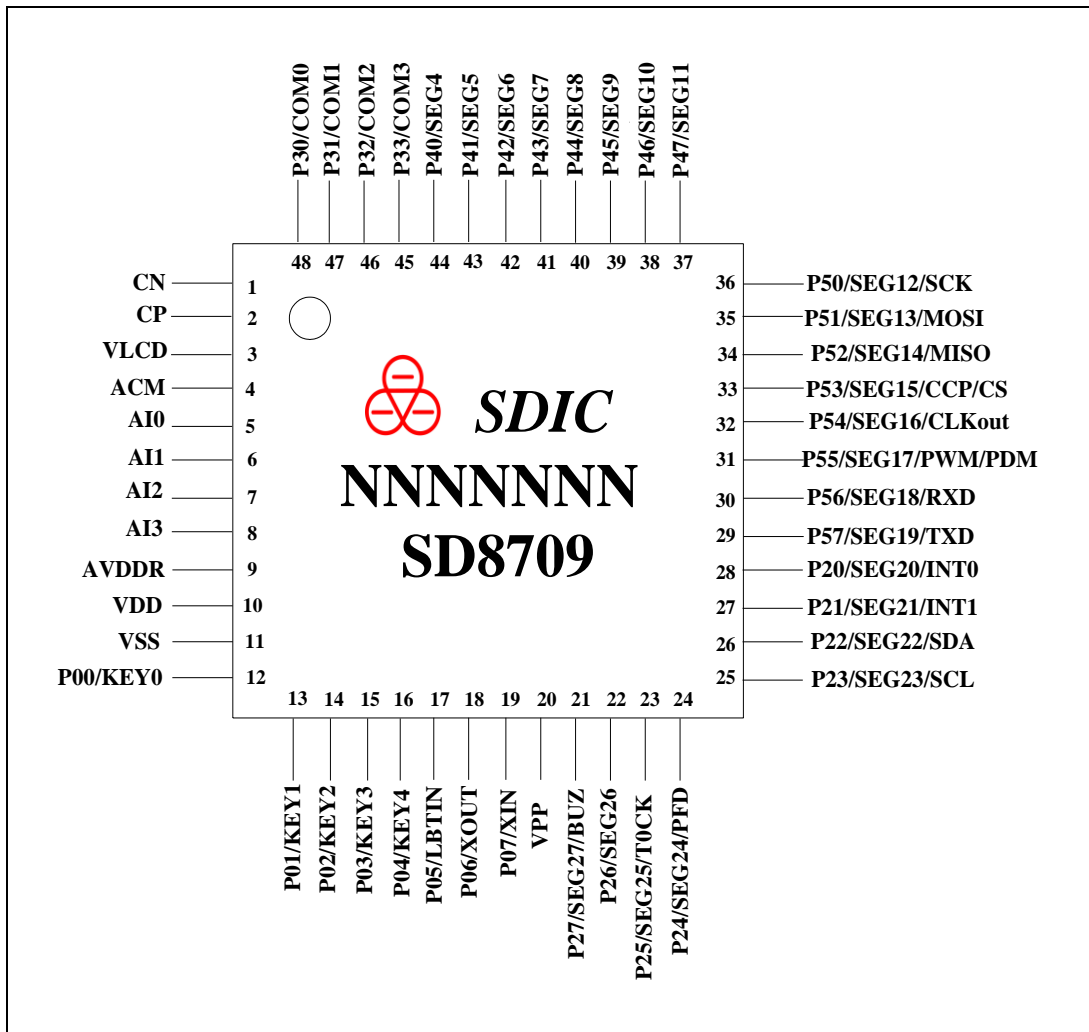 P30/COM0
P31/COM1
P32/COM2
P33/COM3
P40/SEG4
P41/SEG5
P42/SEG6
P43/SEG7
P44/SEG8
P45/SEG9
P46/SEG10
P47/SEG11
48 47 46 45 44 43 42 41 40 39 38 37
CN 1
CP 2
VLCD 3
ACM 4
AI0 5
AI1 6
AI2 7
AI3 8
AVDDR 9
VDD 10
VSS 11
P00/KEY0 12
SDIC
NNNNNNN
SD8709
36 P50/SEG12/SCK
35 P51/SEG13/MOSI
34 P52/SEG14/MISO
33 P53/SEG15/CCP/CS
32 P54/SEG16/CLKout
31 P55/SEG17/PWM/PDM
30 P56/SEG18/RXD
29 P57/SEG19/TXD
28 P20/SEG20/INT0
27 P21/SEG21/INT1
26 P22/SEG22/SDA
25 P23/SEG23/SCL
13 14 15 16 17 18 19 20 21 22 23 24
P01/KEY1
P02/KEY2
P03/KEY3
P04/KEY4
P05/LBTIN
P06/XOUT
P07/XIN
VPP
P27/SEG27/BUZ
P26/SEG26
P25/SEG25/T0CK
P24/SEG24/PFD